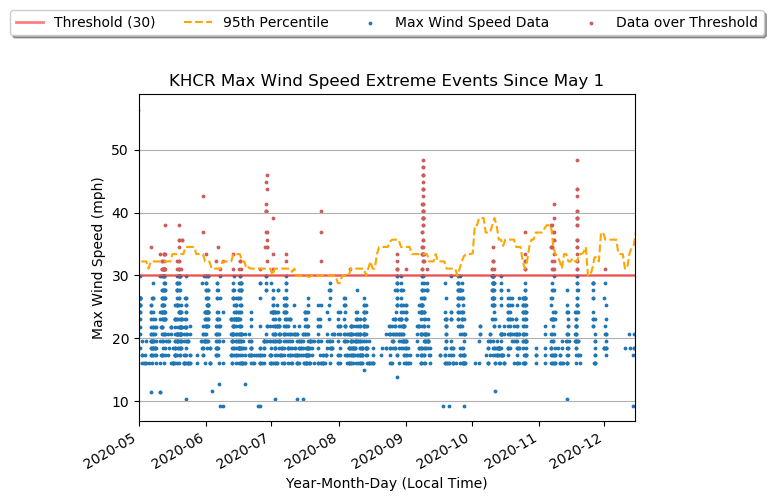 Threshold (30) 95th Percentile Max Wind Speed Data Data over Threshold
KHCR Max Wind Speed Extreme Events Since May 1
Max Wind Speed (mph)
50
40
30
20
10
2020-05 2020-06 2020-07 2020-08 2020-09 2020-10 2020-11 2020-12
Year-Month-Day (Local Time)